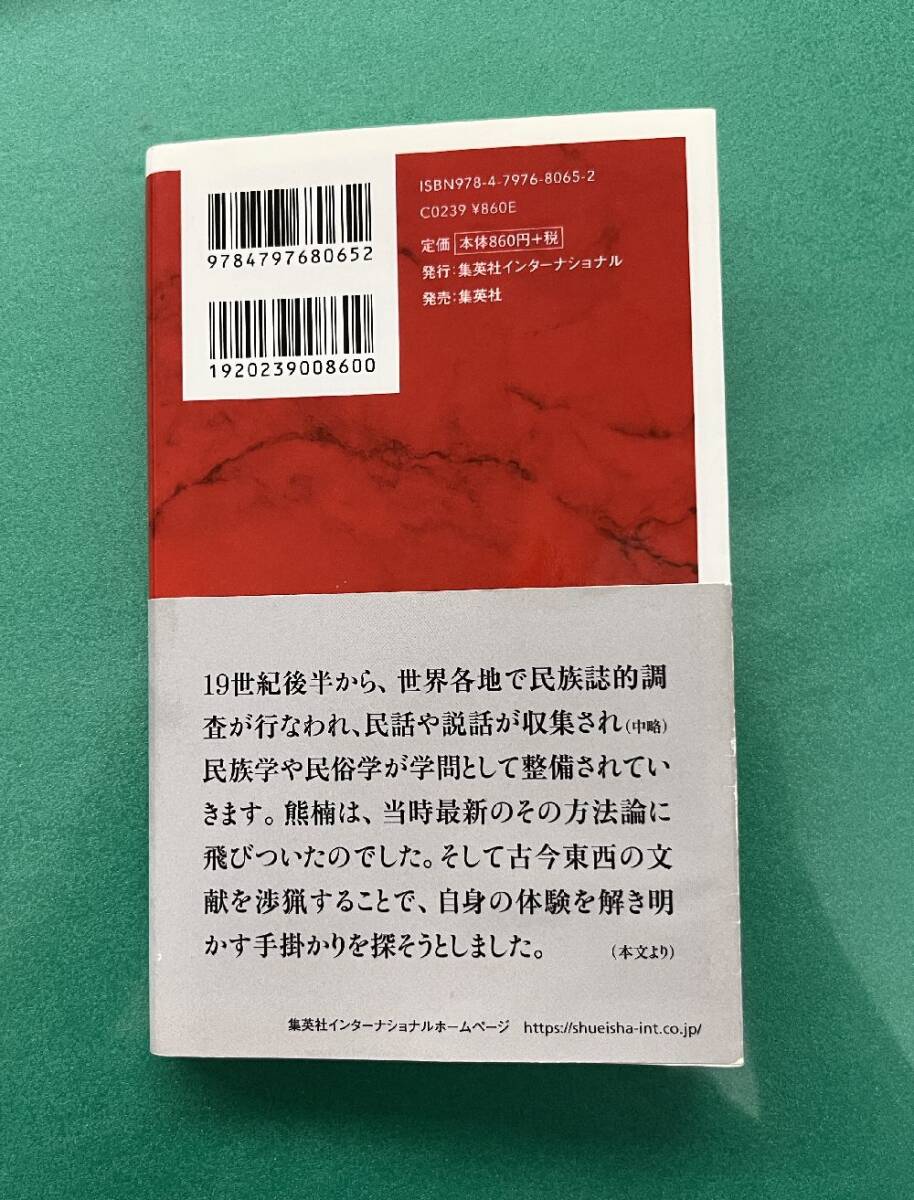 9784797680652
1920239008600
ISBN978-4-7976-8065-2
C0239 ¥860E
定価 本体860円+税
発行:集英社インターナショナル
発売:集英社
19世紀後半から、世界各地で民族誌的調
査が行なわれ、民話や説話が収集され(中略)
民族学や民俗学が学問として整備されてい
きます。熊楠は、当時最新のその方法論に
飛びついたのでした。そして古今東西の文
献を渉猟することで、自身の体験を解き明
かす手掛かりを探そうとしました。 (本文より)
集英社インターナショナルホームページ https://shueisha-int.co.jp/